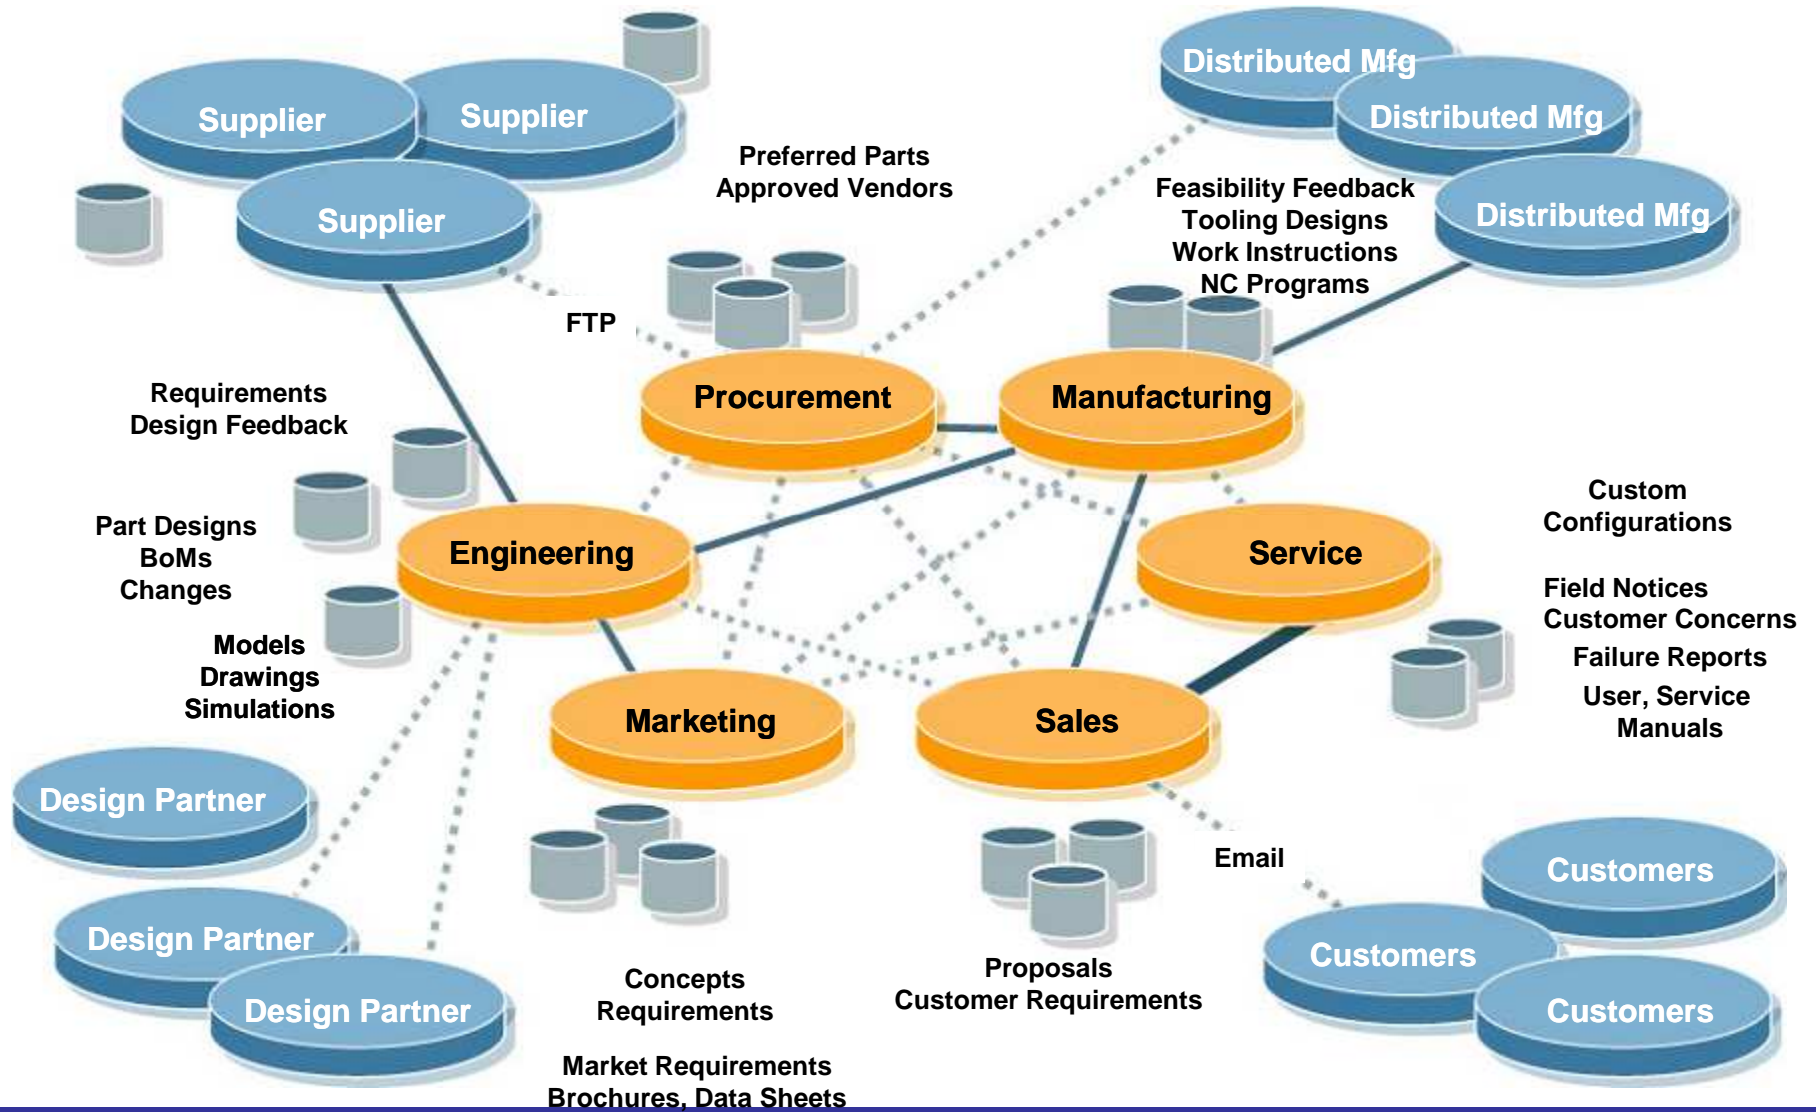 Supplier
Supplier
Supplier
Distributed Mfg
Distributed Mfg
Distributed Mfg
Preferred Parts
Approved Vendors
Feasibility Feedback
Tooling Designs
Work Instructions
NC Programs
FTP
Procurement
Manufacturing
Requirements
Design Feedback
Part Designs
BoMs
Changes
Engineering
Service
Custom
Configurations
Field Notices
Customer Concerns
Failure Reports
User, Service
Manuals
Models
Drawings
Simulations
Marketing
Sales
Design Partner
Design Partner
Design Partner
Email
Customers
Customers
Customers
Concepts
Requirements
Market Requirements
Brochures, Data Sheets
Proposals
Customer Requirements